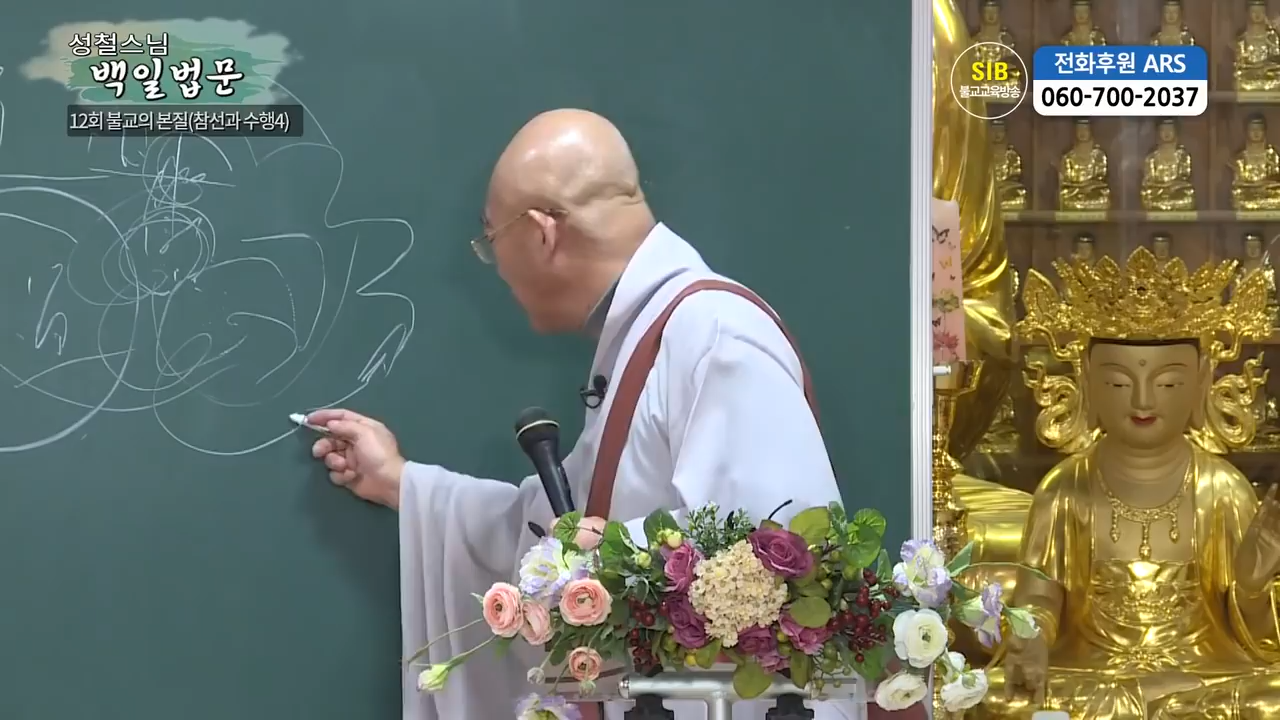 성철스님
백일법문
12회 불교의 본질(참선과 수행4)
SIB
불교교육방송
전화후원 ARS
060-700-2037